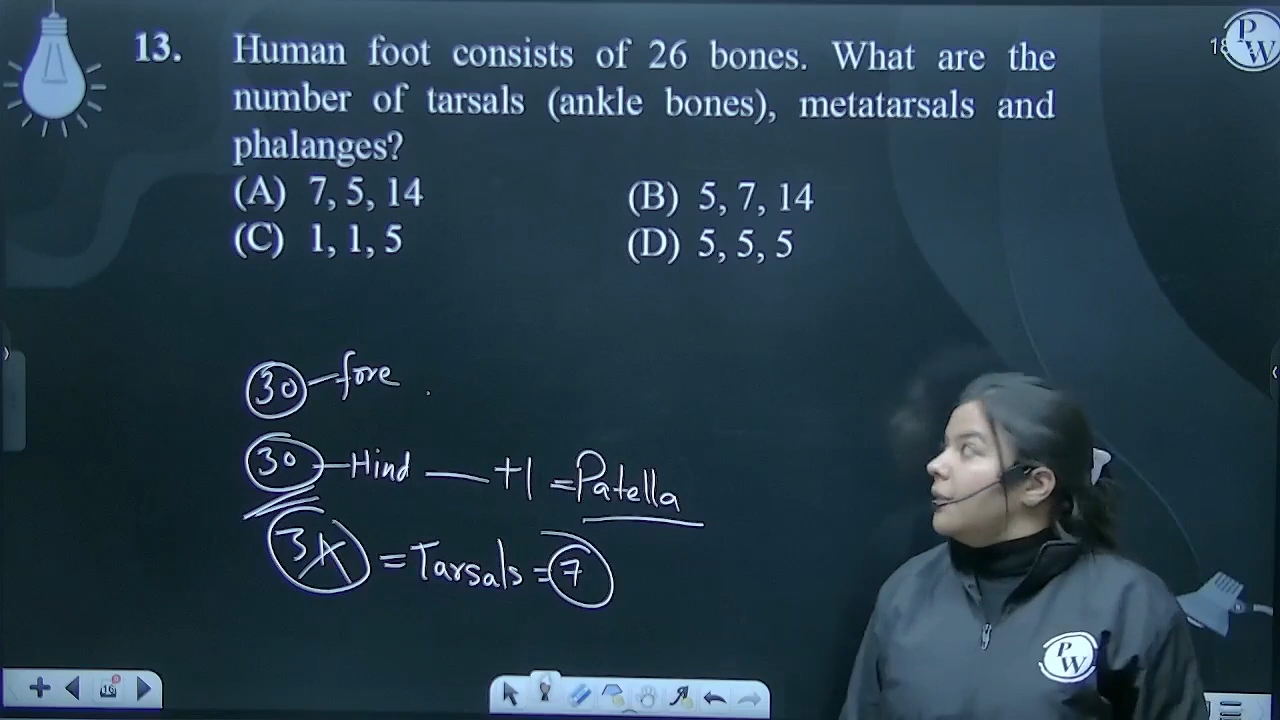 13. Human foot consists of 26 bones. What are the
number of tarsals (ankle bones), metatarsals and
phalanges?
(A) 7, 5, 14 (B) 5, 7, 14
(C) 1, 1, 5 (D) 5, 5, 5
30 – fore
30 – Hind — +1 = Patella
= Tarsals = 7
PW
PW